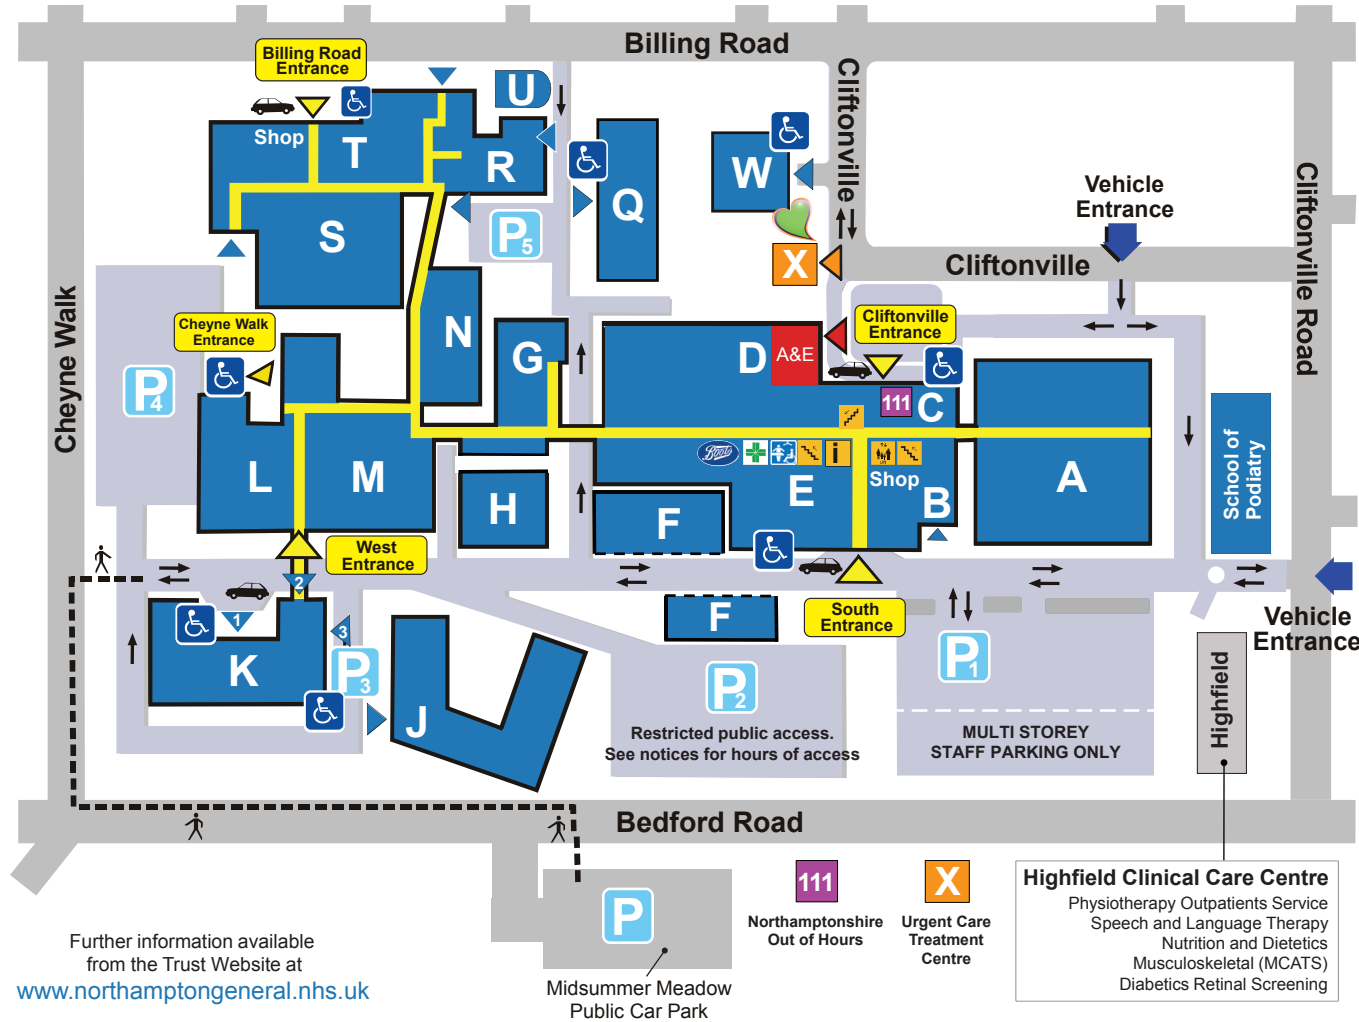 Billing Road
Billing Road
Entrance
Cliftonville
Cliftonville Road
Cheyne Walk
U
Shop
T
R
Q
W
S
P5
X
Vehicle
Entrance
Cliftonville
Cheyne Walk
Entrance
N
G
D
A&E
Cliftonville
Entrance
P4
111
C
L
M
H
Boots
i
LIFT
Shop
E
B
A
F
School of
Podiatry
West
Entrance
2
1
3
K
P3
J
F
South
Entrance
P1
P2
Vehicle
Entrance
Highfield
Restricted public access.
See notices for hours of access
MULTI STOREY
STAFF PARKING ONLY
Bedford Road
P
Midsummer Meadow
Public Car Park
111
Northamptonshire
Out of Hours
X
Urgent Care
Treatment
Centre
Highfield Clinical Care Centre
Physiotherapy Outpatients Service
Speech and Language Therapy
Nutrition and Dietetics
Musculoskeletal (MCATS)
Diabetics Retinal Screening
Further information available
from the Trust Website at
www.northamptongeneral.nhs.uk